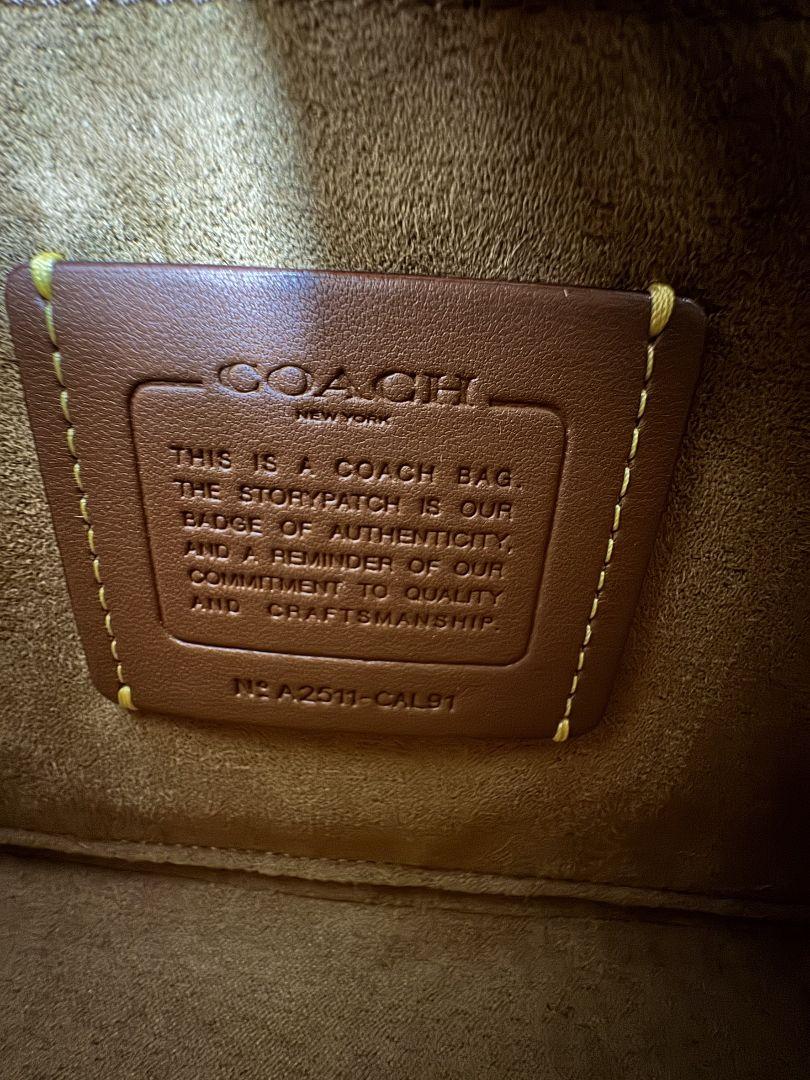 COACH
NEW YORK
THIS IS A COACH BAG.
THE STORYPATCH IS OUR
BADGE OF AUTHENTICITY,
AND A REMINDER OF OUR
COMMITMENT TO QUALITY
AND CRAFTSMANSHIP.
Nº A2511-CAL91